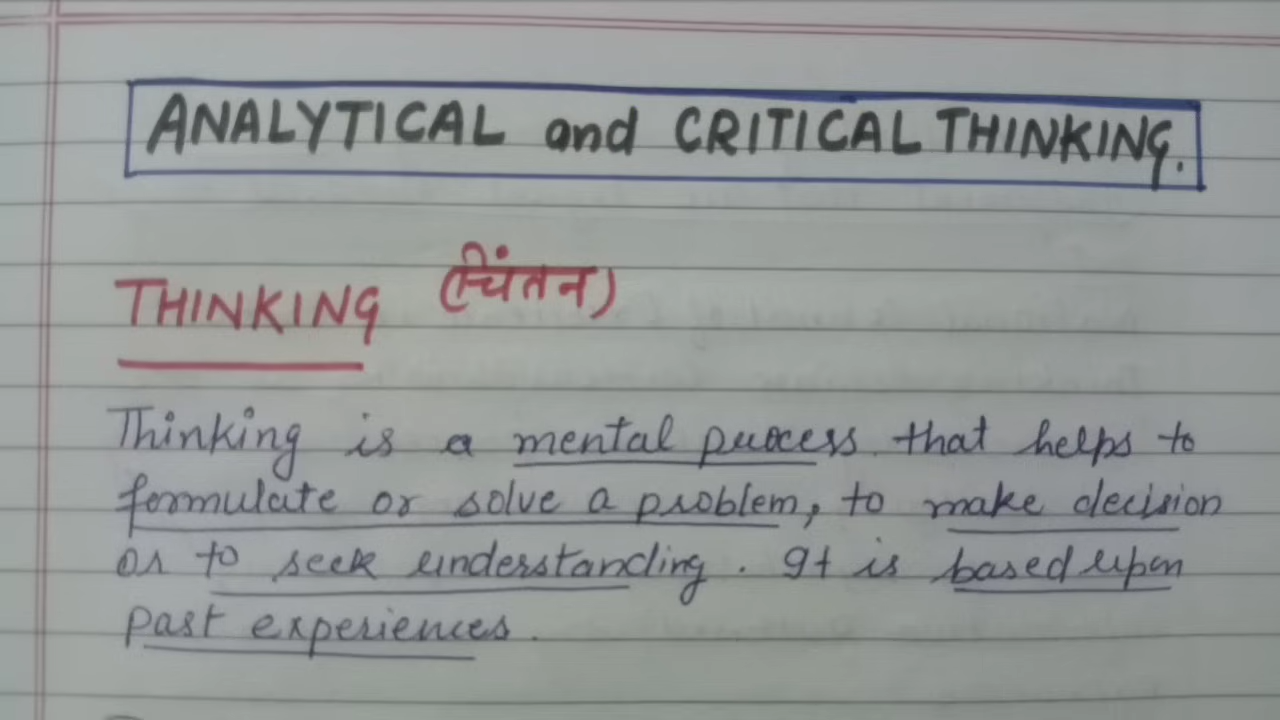 ANALYTICAL and CRITICAL THINKING.
THINKING (चिंतन)
Thinking is a mental process that helps to
formulate or solve a problem, to make decision
or to seek understanding. It is based upon
past experiences.